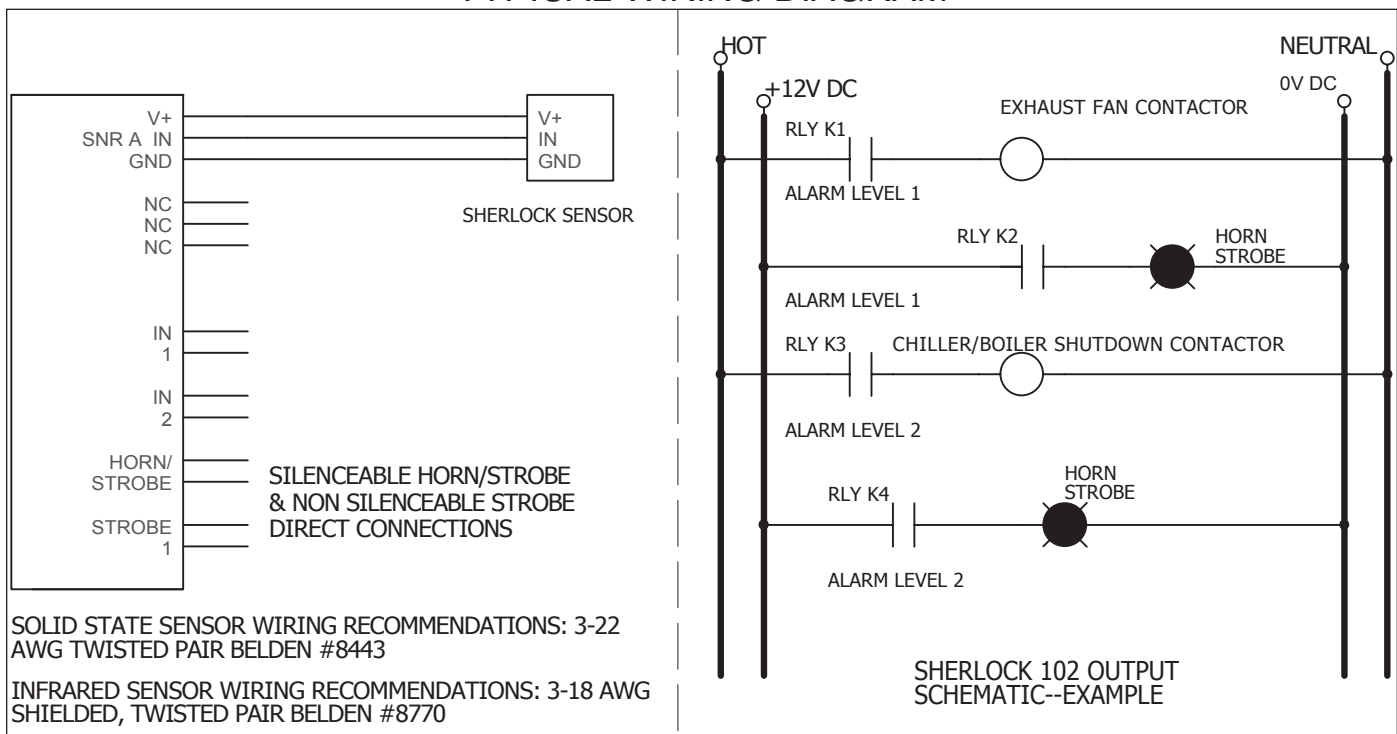 V+
SNR A IN
GND
NC
NC
NC
IN
1
IN
2
HORN/
STROBE
STROBE
1
V+
IN
GND
SHERLOCK SENSOR
SILENCEABLE HORN/STROBE
& NON SILENCEABLE STROBE
DIRECT CONNECTIONS
SOLID STATE SENSOR WIRING RECOMMENDATIONS: 3-22
AWG TWISTED PAIR BELDEN #8443
INFRARED SENSOR WIRING RECOMMENDATIONS: 3-18 AWG
SHIELDED, TWISTED PAIR BELDEN #8770
HOT
NEUTRAL
+12V DC
0V DC
EXHAUST FAN CONTACTOR
RLY K1
ALARM LEVEL 1
RLY K2
HORN
STROBE
ALARM LEVEL 1
RLY K3
CHILLER/BOILER SHUTDOWN CONTACTOR
ALARM LEVEL 2
HORN
STROBE
RLY K4
ALARM LEVEL 2
SHERLOCK 102 OUTPUT
SCHEMATIC--EXAMPLE